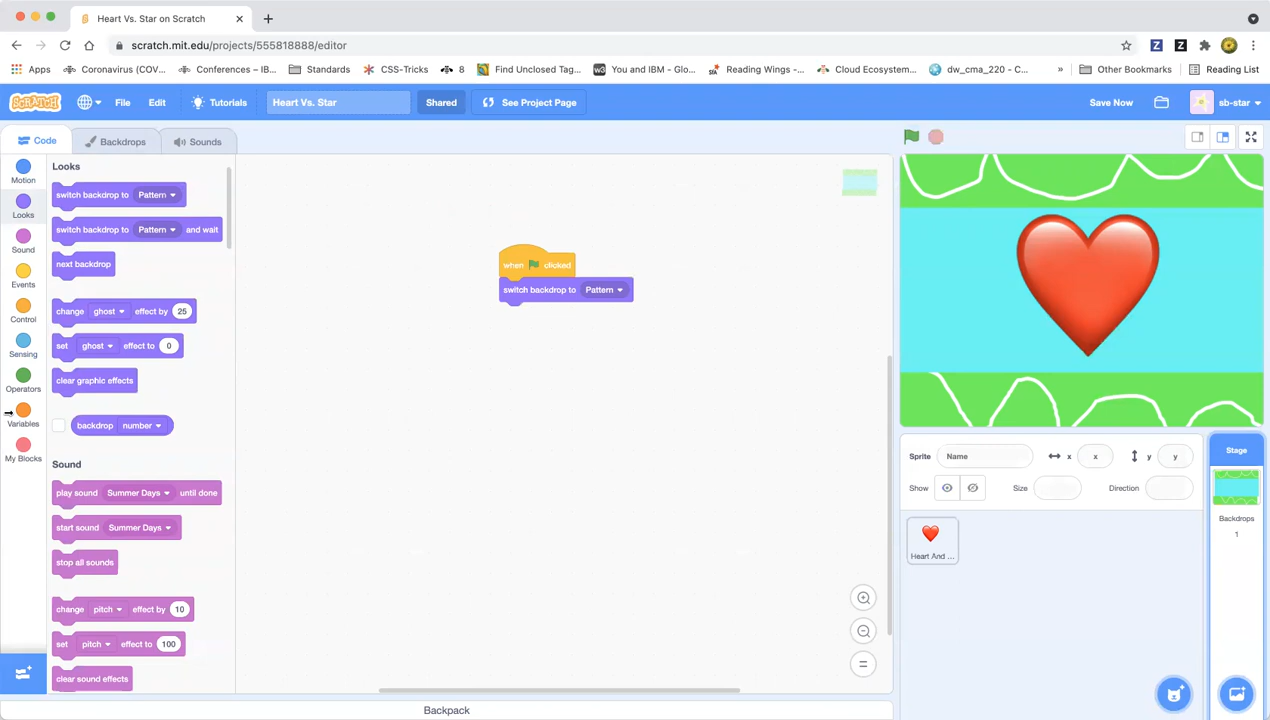 Heart Vs. Star on Scratch
scratch.mit.edu/projects/555818888/editor
Apps
Coronavirus (COV...
Conferences – IB...
Standards
CSS-Tricks
8
Find Unclosed Tag...
You and IBM - Glo...
Reading Wings -...
Cloud Ecosystem...
dw_cma_220 - C...
»
Other Bookmarks
Reading List
SCRATCH
File
Edit
Tutorials
Heart Vs. Star
Shared
See Project Page
Save Now
sb-star
Code
Backdrops
Sounds
Motion
Looks
Sound
Events
Control
Sensing
Operators
Variables
My Blocks
Looks
switch backdrop to Pattern
switch backdrop to Pattern and wait
next backdrop
change ghost effect by 25
set ghost effect to 0
clear graphic effects
backdrop number
Sound
play sound Summer Days until done
start sound Summer Days
stop all sounds
change pitch effect by 10
set pitch effect to 100
clear sound effects
when clicked
switch backdrop to Pattern
Backpack
Sprite Name x x y y
Show Size Direction
Heart And ...
Stage
Backdrops
1